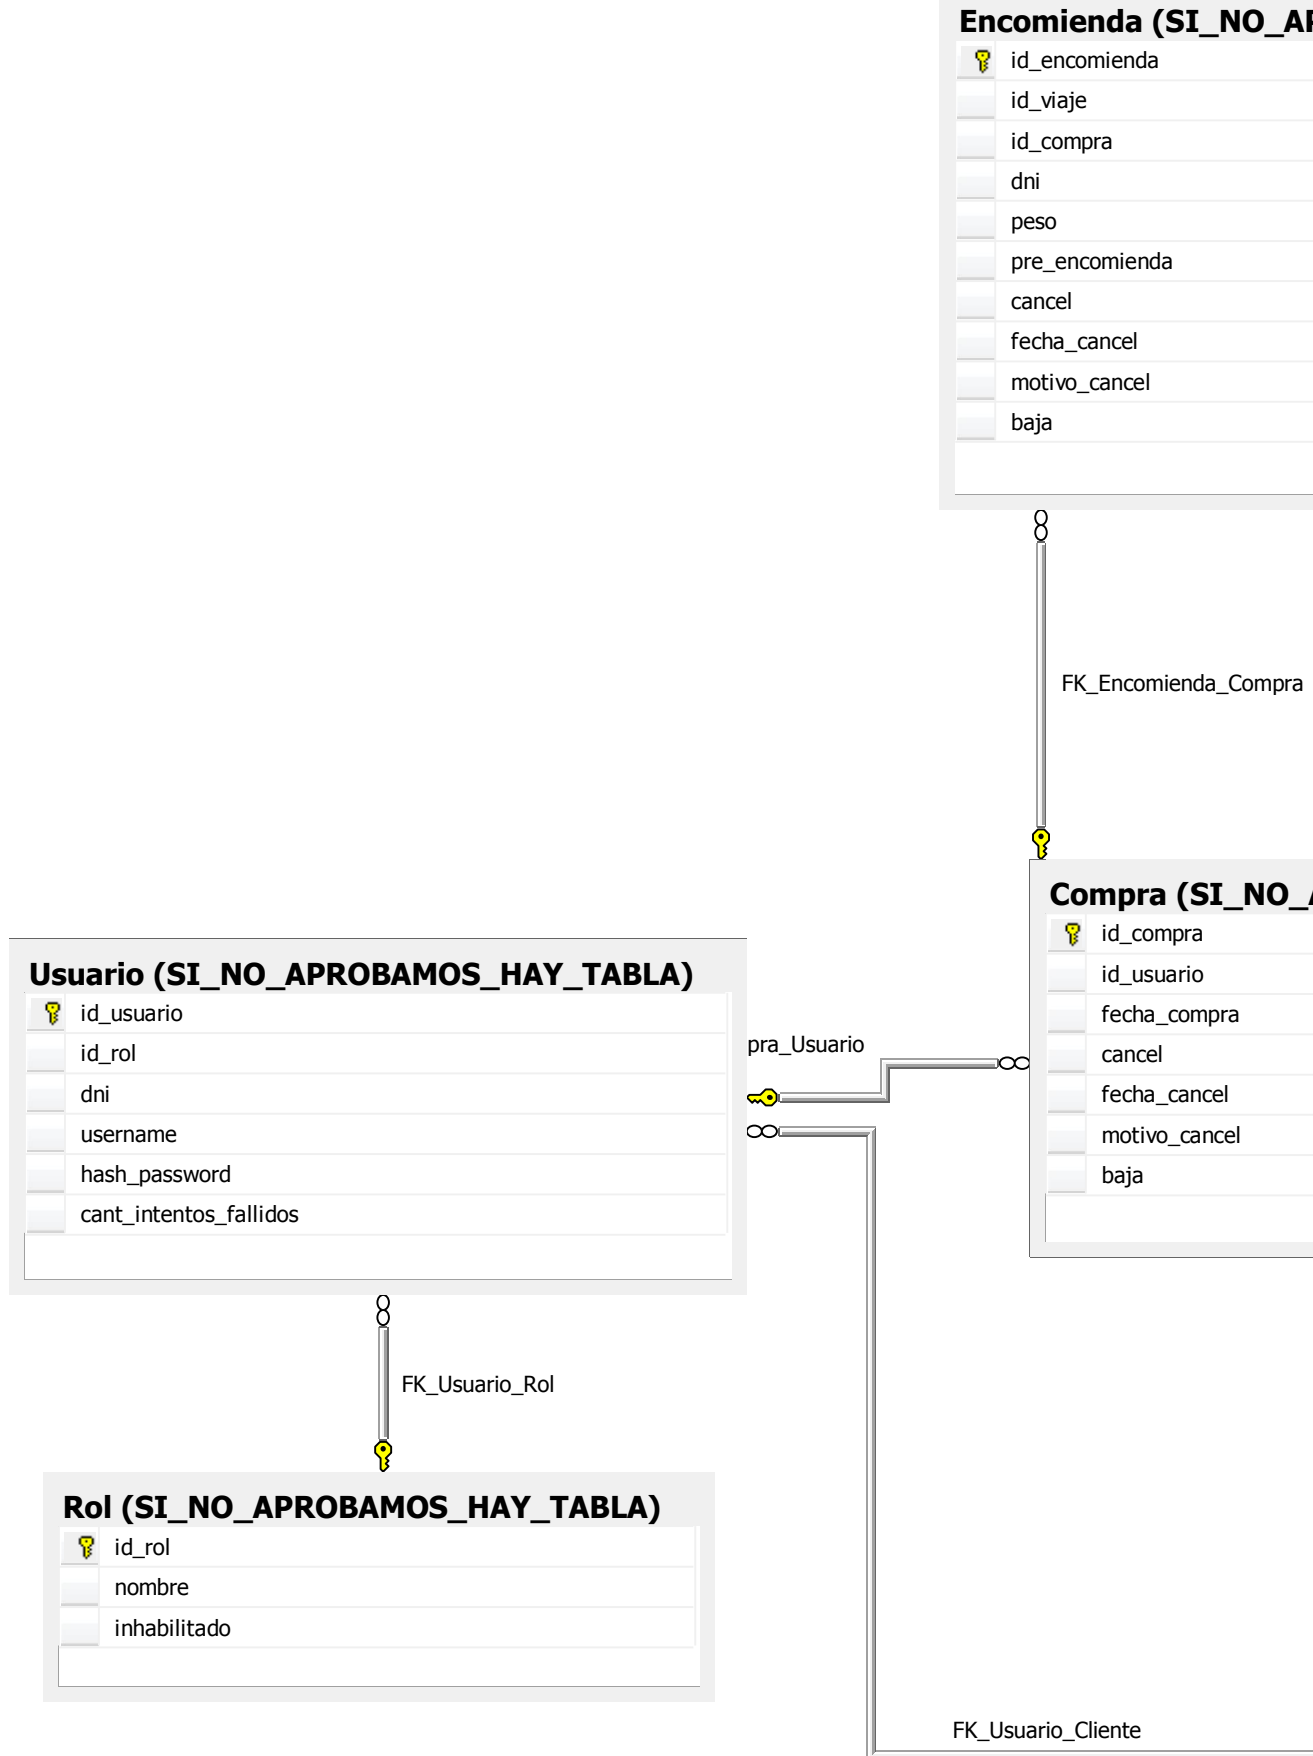 Encomienda (SI_NO_AP
id_encomienda
id_viaje
id_compra
dni
peso
pre_encomienda
cancel
fecha_cancel
motivo_cancel
baja
FK_Encomienda_Compra
Compra (SI_NO_A
id_compra
id_usuario
fecha_compra
cancel
fecha_cancel
motivo_cancel
baja
Usuario (SI_NO_APROBAMOS_HAY_TABLA)
id_usuario
id_rol
dni
username
hash_password
cant_intentos_fallidos
pra_Usuario
FK_Usuario_Rol
Rol (SI_NO_APROBAMOS_HAY_TABLA)
id_rol
nombre
inhabilitado
FK_Usuario_Cliente